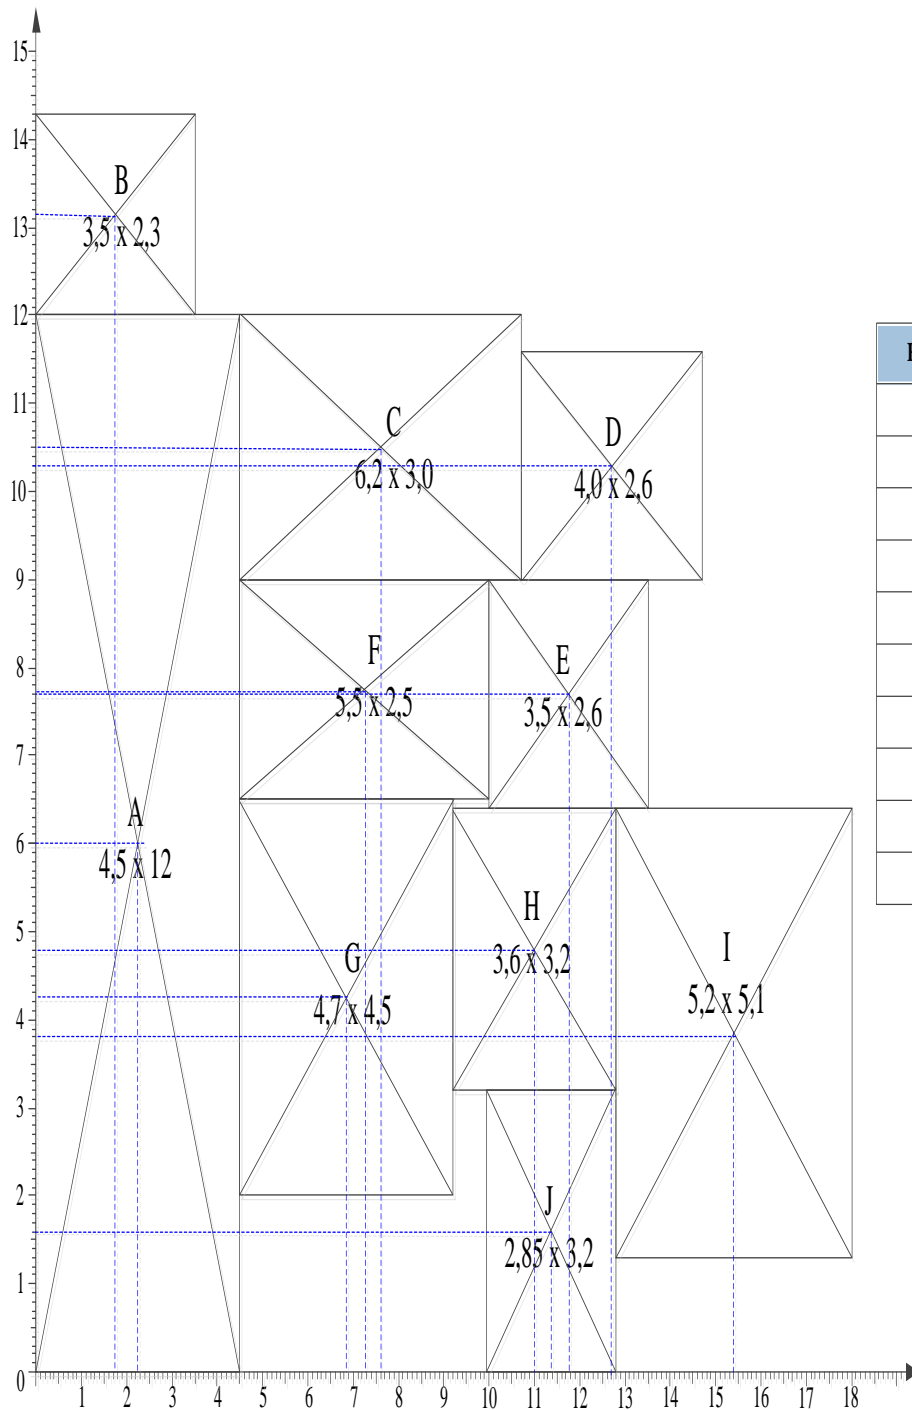 15
14
B
13
3,5 x 2,3
12
11
C
D
10
6,2 x 3,0
4,0 x 2,6
9
8
F
E
5,5 x 2,5
3,5 x 2,6
7
A
6
4,5 x 12
H
5
G
I
3,6 x 3,2
4,7 x 4,5
5,2 x 5,1
4
3
2
J
2,85 x 3,2
1
0
1 2 3 4 5 6 7 8 9 10 11 12 13 14 15 16 17 18